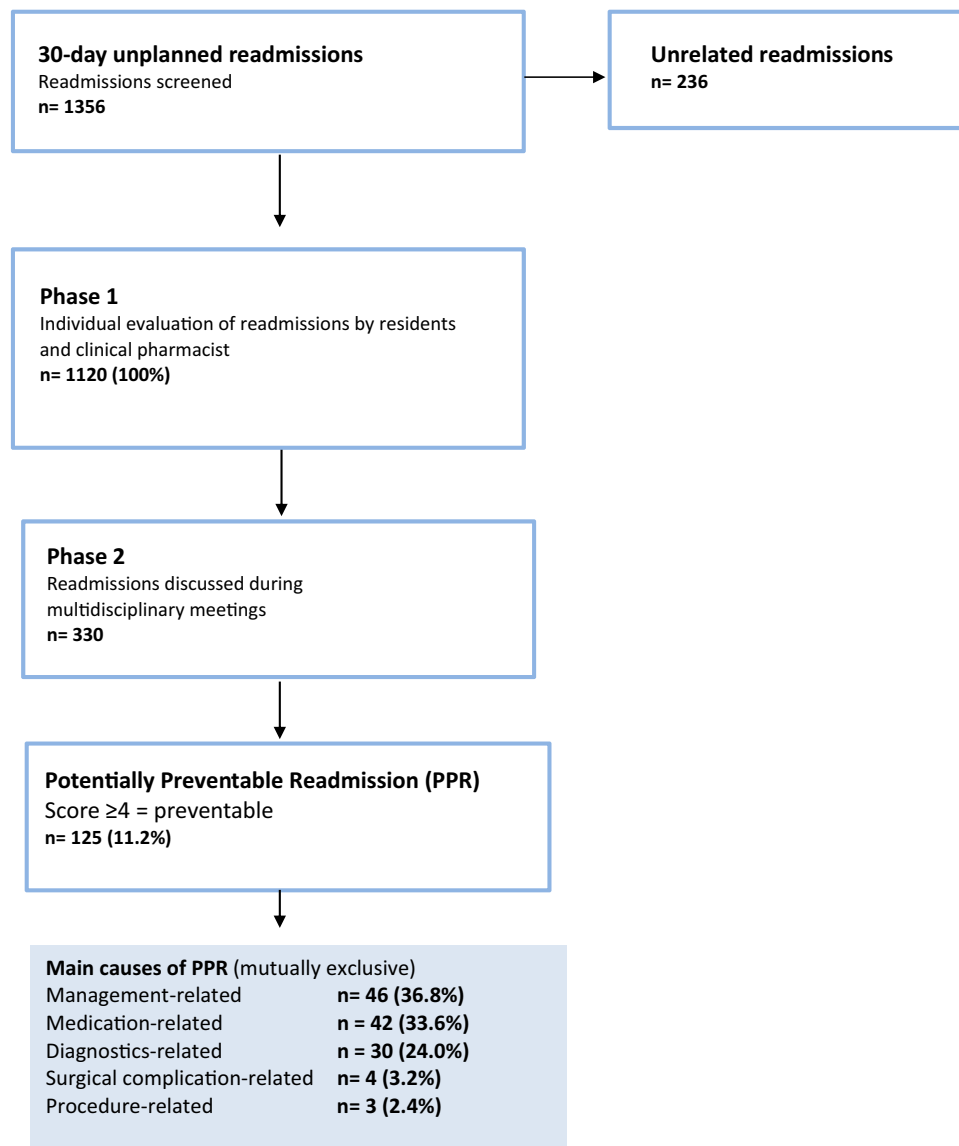 30-day unplanned readmissions
Readmissions screened
n= 1356
Unrelated readmissions
n= 236
Phase 1
Individual evaluation of readmissions by residents
and clinical pharmacist
n= 1120 (100%)
Phase 2
Readmissions discussed during
multidisciplinary meetings
n= 330
Potentially Preventable Readmission (PPR)
Score ≥4 = preventable
n= 125 (11.2%)
Main causes of PPR (mutually exclusive)
Management-related n= 46 (36.8%)
Medication-related n = 42 (33.6%)
Diagnostics-related n = 30 (24.0%)
Surgical complication-related n= 4 (3.2%)
Procedure-related n= 3 (2.4%)